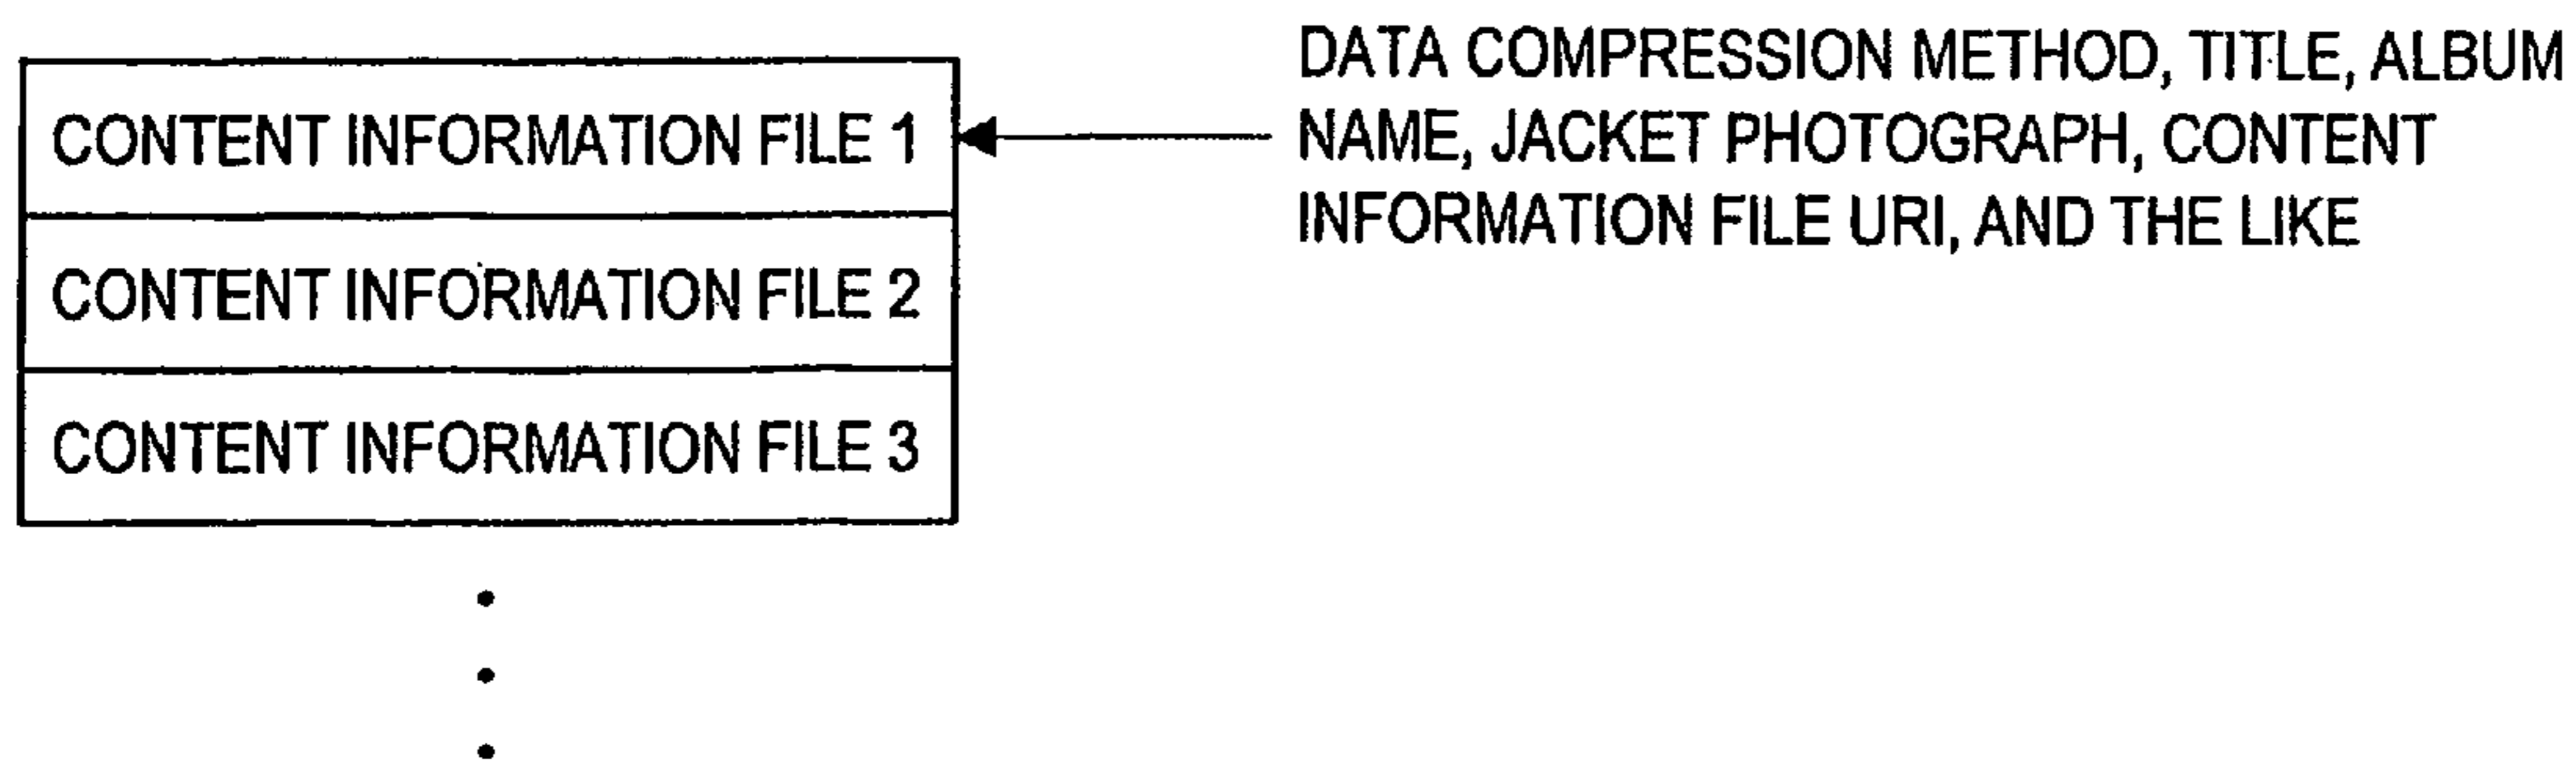 CONTENT INFORMATION FILE 1
CONTENT INFORMATION FILE 2
CONTENT INFORMATION FILE 3
DATA COMPRESSION METHOD, TITLE, ALBUM
NAME, JACKET PHOTOGRAPH, CONTENT
INFORMATION FILE URI, AND THE LIKE